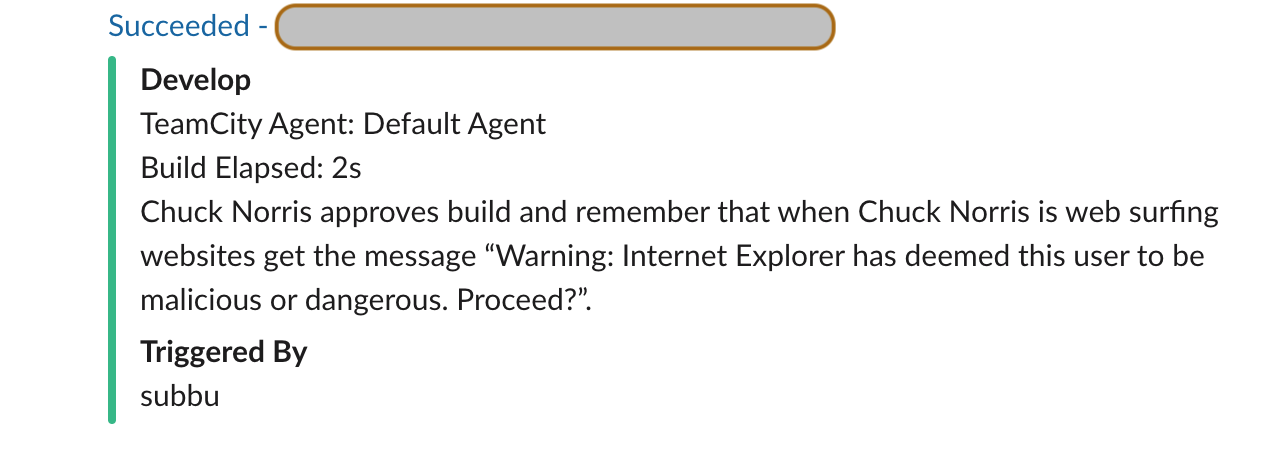 Succeeded -
Develop
TeamCity Agent: Default Agent
Build Elapsed: 2s
Chuck Norris approves build and remember that when Chuck Norris is web surfing
websites get the message “Warning: Internet Explorer has deemed this user to be
malicious or dangerous. Proceed?”.
Triggered By
subbu